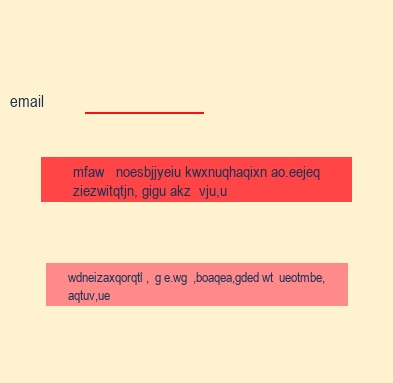 email
mfaw   noesbjjyeiu kwxnuqhaqixn ao.eejeq
ziezwitqtjn, gigu akz  vju,u
wdneizaxqorqtl ,  g e.wg  ,boaqea,gded wt  ueotmbe,
aqtuv,ue